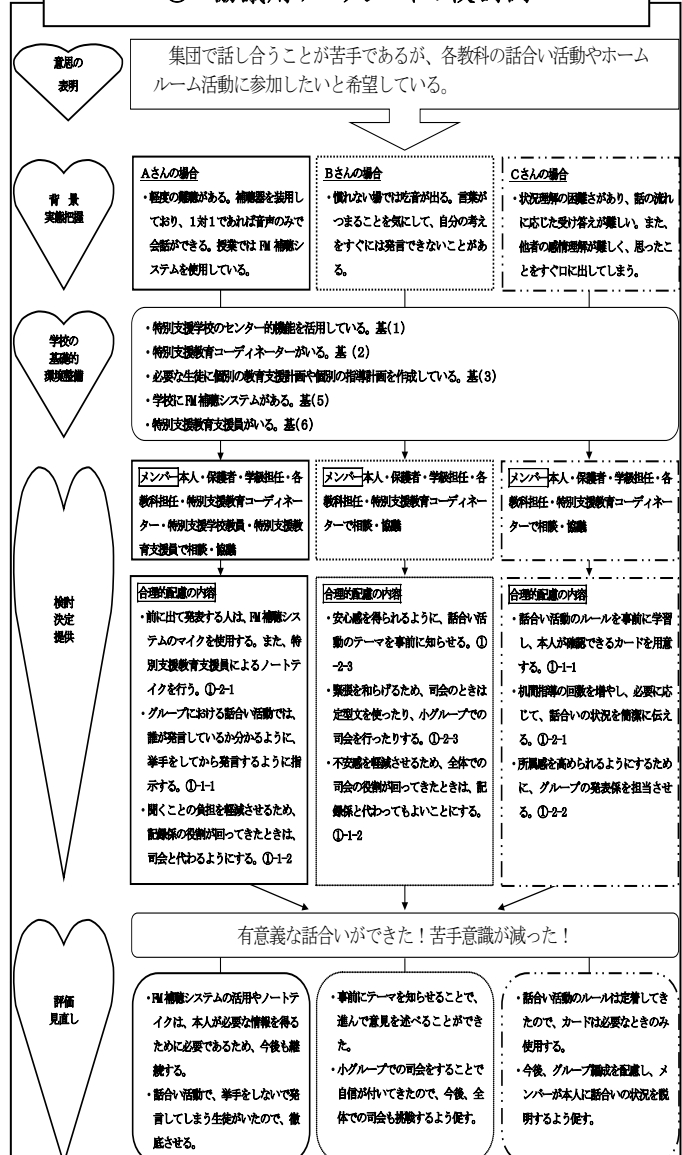 意思の
表明
集団で話し合うことが苦手であるが、各教科の話合い活動やホーム
ルーム活動に参加したいと希望している。
背 景
実態把握
Aさんの場合
・軽度の難聴がある。補聴器を装用し
ており、1対1であれば音声のみで
会話ができる。授業では FM 補聴シ
ステムを使用している。
Bさんの場合
・慣れない場では吃音が出る。言葉が
つまることを気にして、自分の考え
をすぐには発言できないことがあ
る。
Cさんの場合
・状況理解の困難さがあり、話の流れ
に応じた受け答えが難しい。また、
他者の感情理解が難しく、思ったこ
とをすぐ口に出してしまう。
学校の
基礎的
環境整備
・特別支援学校のセンター的機能を活用している。基(1)
・特別支援教育コーディネーターがいる。基 (2)
・必要な生徒に個別の教育支援計画や個別の指導計画を作成している。基(3)
・学校に FM 補聴システムがある。基(5)
・特別支援教育支援員がいる。基(6)
検討
決定
提供
メンバー本人・保護者・学級担任・各
教科担任・特別支援教育コーディネー
ター・特別支援学校教員・特別支援教
育支援員で相談・協議
メンバー本人・保護者・学級担任・各
教科担任・特別支援教育コーディネー
ターで相談・協議
メンバー本人・保護者・学級担任・各
教科担任・特別支援教育コーディネー
ターで相談・協議
合理的配慮の内容
・前に出て発表する人は、FM 補聴シス
テムのマイクを使用する。また、特
別支援教育支援員によるノートテ
イクを行う。①-2-1
・グループにおける話合い活動では、
誰が発言しているか分かるように、
挙手をしてから発言するように指
示する。①-1-1
・聞くことの負担を軽減させるため、
記録係の役割が回ってきたときは、
司会と代わるようにする。①-1-2
合理的配慮の内容
・安心感を得られるように、話合い活
動のテーマを事前に知らせる。①
-2-3
・緊張を和らげるため、司会のときは
定型文を使ったり、小グループでの
司会を行ったりする。①-2-3
・不安感を軽減させるため、全体での
司会の役割が回ってきたときは、記
録係と代わってもよいことにする。
①-1-2
合理的配慮の内容
・話合い活動のルールを事前に学習
し、本人が確認できるカードを用意
する。①-1-1
・机間指導の回数を増やし、必要に応
じて、話合いの状況を簡潔に伝え
る。①-2-1
・所属感を高められるようにするため
に、グループの発表係を担当させ
る。①-2-2
有意義な話合いができた！苦手意識が減った！
評価
見直し
・FM 補聴システムの活用やノートテ
イクは、本人が必要な情報を得る
ために必要であるため、今後も継
続する。
・話合い活動で、挙手をしないで発
言してしまう生徒がいたので、徹
底させる。
・事前にテーマを知らせることで、
進んで意見を述べることができ
た。
・小グループでの司会をすることで
自信が付いてきたので、今後、全
体での司会も挑戦するよう促す。
・話合い活動のルールは定着してき
たので、カードは必要なときのみ
使用する。
・今後、グループ編成を配慮し、メ
ンバーが本人に話合いの状況を説
明するよう促す。